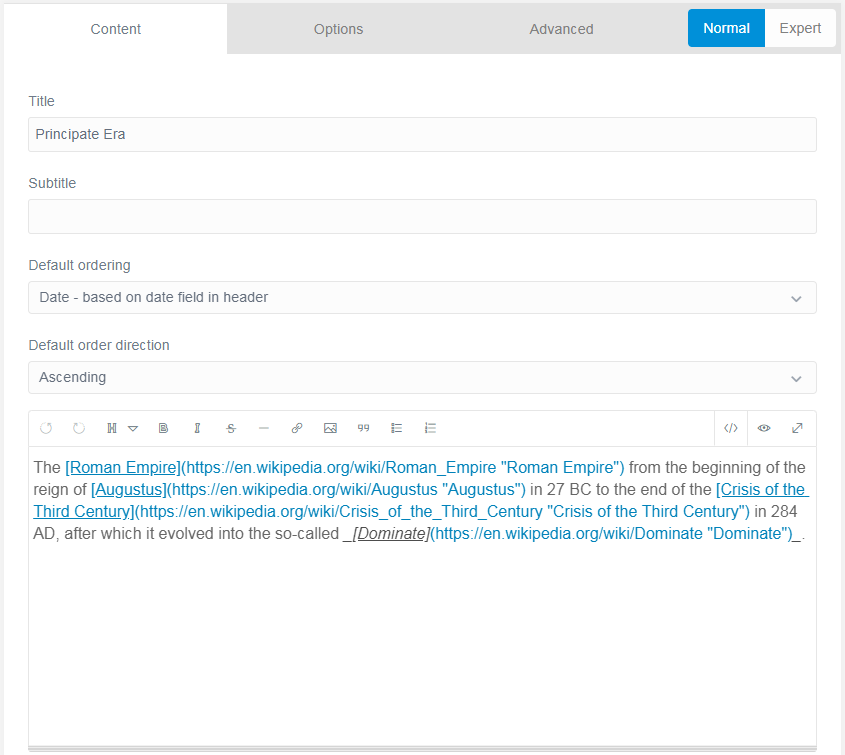 Content Options Advanced Normal Expert
Title
Principate Era
Subtitle
Default ordering
Date - based on date field in header
Default order direction
Ascending
H B I S 99 </>
The [Roman Empire](https://en.wikipedia.org/wiki/Roman_Empire "Roman Empire") from the beginning of the
reign of [Augustus](https://en.wikipedia.org/wiki/Augustus "Augustus") in 27 BC to the end of the [Crisis of the
Third Century](https://en.wikipedia.org/wiki/Crisis_of_the_Third_Century "Crisis of the Third Century") in 284
AD, after which it evolved into the so-called _[Dominate](https://en.wikipedia.org/wiki/Dominate "Dominate")_.